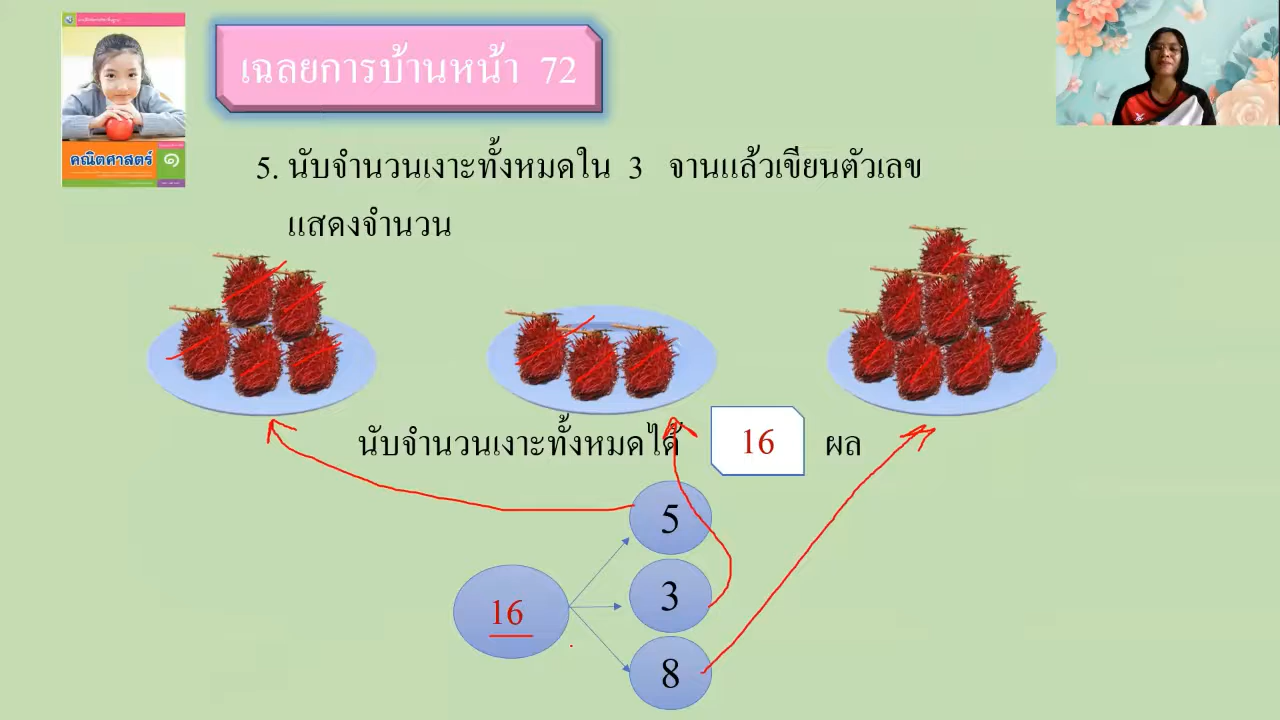 เฉลยการบ้านหน้า 72
คณิตศาสตร์ ๑
5. นับจำนวนเงาะทั้งหมดใน 3 จานแล้วเขียนตัวเลข
แสดงจำนวน
นับจำนวนเงาะทั้งหมดได้ 16 ผล
5
3
16
8